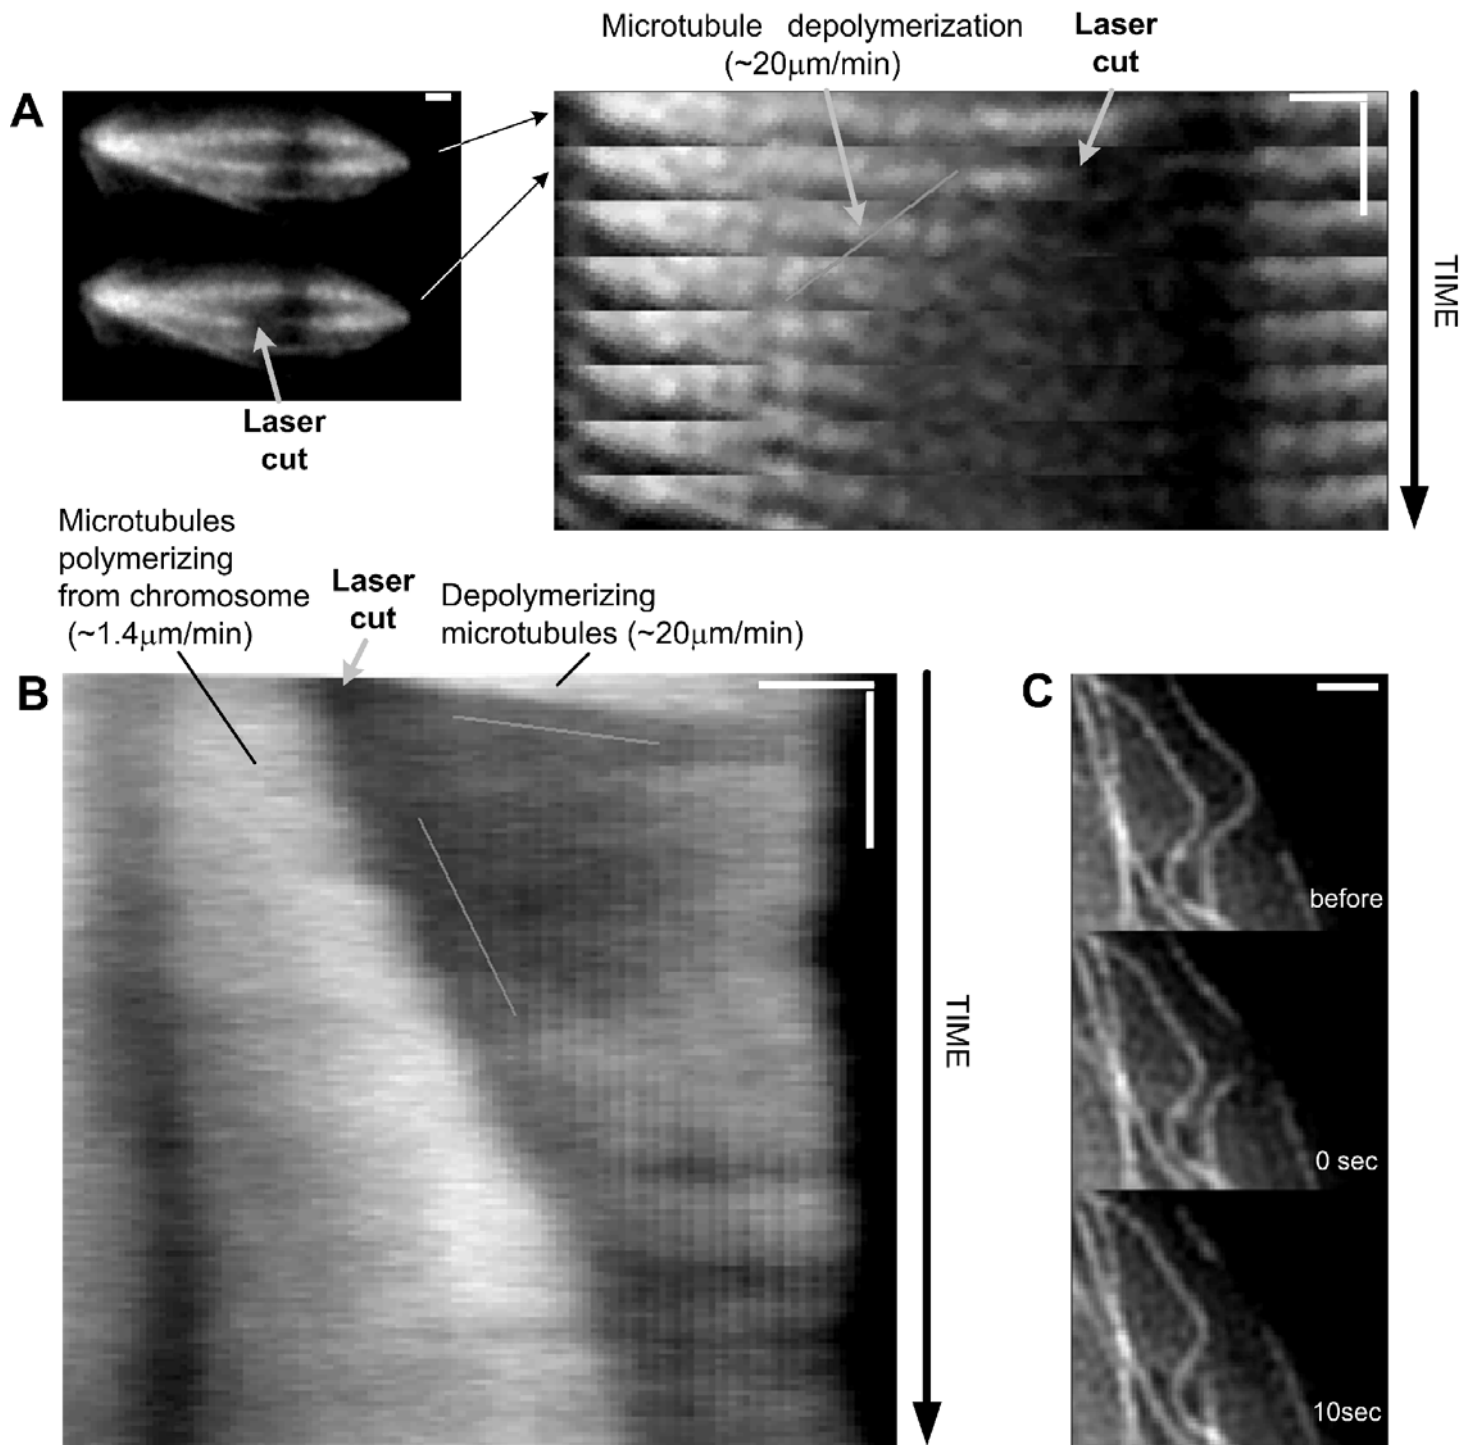 Microtubule depolymerization
(~20μm/min)
Laser
cut
A
TIME
Laser
cut
Microtubules
polymerizing
from chromosome
(~1.4μm/min)
Laser
cut
Depolymerizing
microtubules (~20μm/min)
B
TIME
C
before
0 sec
10sec